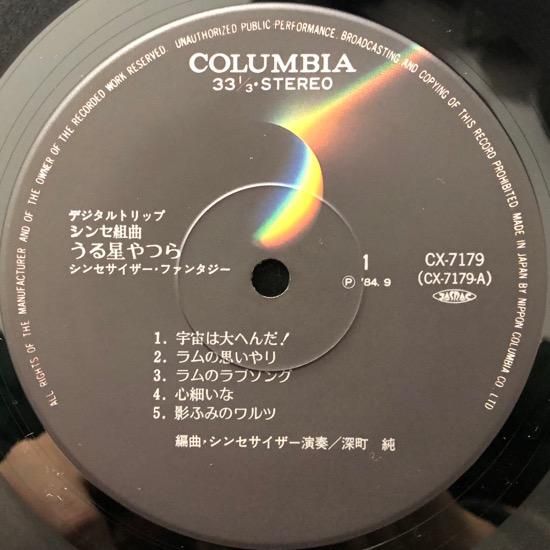 ALL RIGHTS OF THE MANUFACTURER AND OF THE OWNER OF THE RECORDED WORK RESERVED. UNAUTHORIZED PUBLIC PERFORMANCE. BROADCASTING AND COPYING OF THIS RECORD PROHIBITED. MADE IN JAPAN BY NIPPON COLUMBIA CO. LTD
COLUMBIA
33 1/3・STEREO
デジタルトリップ
シンセ組曲
うる星やつら
シンセサイザー・ファンタジー
1
Ⓟ '84. 9
CX-7179
(CX-7179-A)
JASRAC
1. 宇宙は大へんだ!
2. ラムの思いやり
3. ラムのラブソング
4. 心細いな
5. 影ふみのワルツ
編曲・シンセサイザー演奏/深町 純